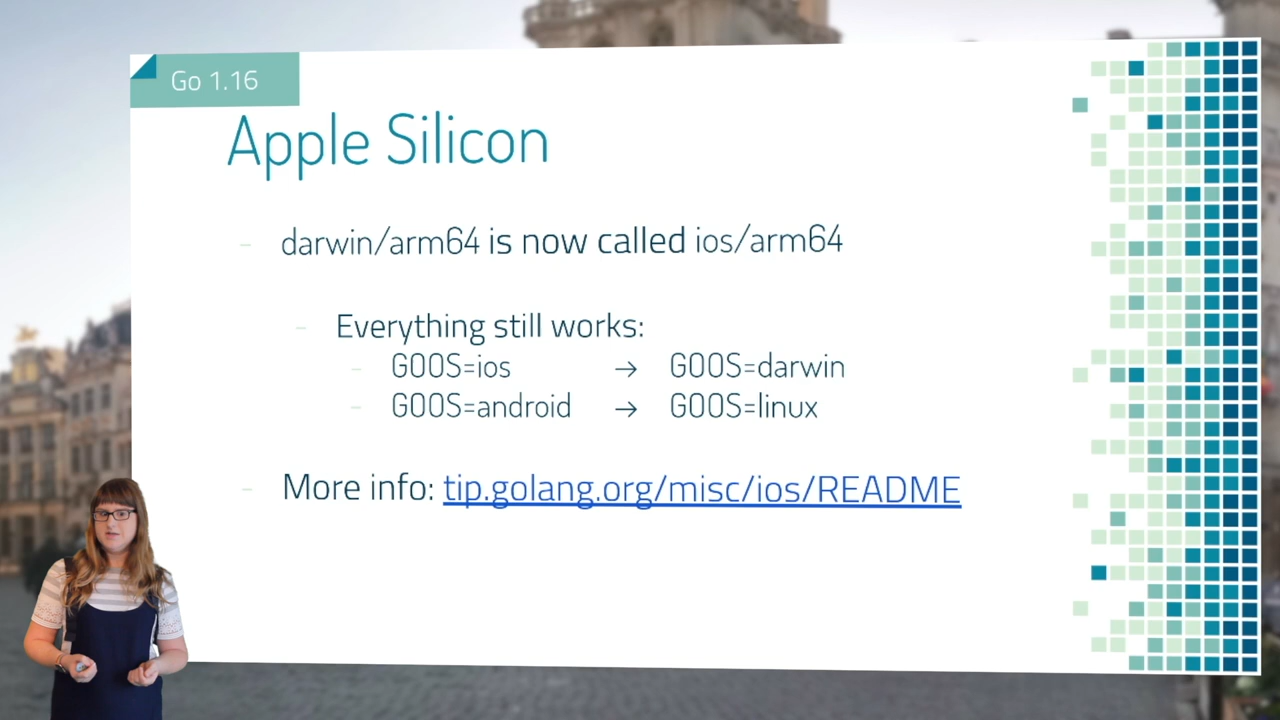 Go 1.16
Apple Silicon
- darwin/arm64 is now called ios/arm64
- Everything still works:
- GOOS=ios → GOOS=darwin
- GOOS=android → GOOS=linux
- More info: tip.golang.org/misc/ios/README